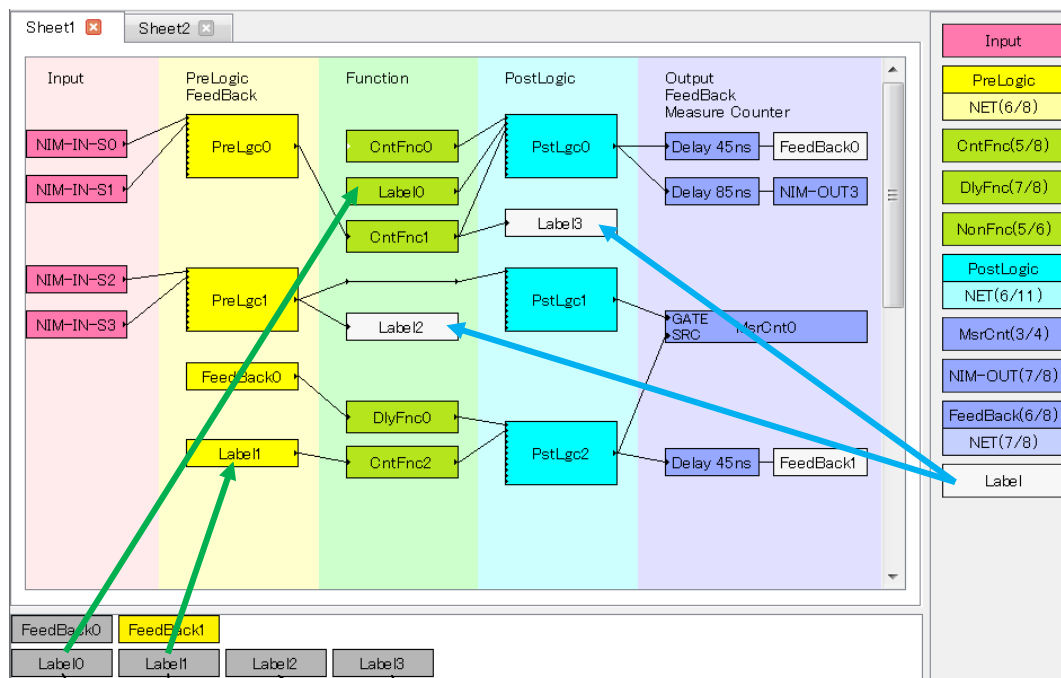 Sheet1
Sheet2
Input
PreLogic
FeedBack
Function
PostLogic
Output
FeedBack
Measure Counter
NIM-IN-S0
NIM-IN-S1
NIM-IN-S2
NIM-IN-S3
PreLgc0
PreLgc1
FeedBack0
Label1
CntFnc0
Label0
CntFnc1
Label2
DlyFnc0
CntFnc2
PstLgc0
Label3
PstLgc1
PstLgc2
Delay 45ns
FeedBack0
Delay 85ns
NIM-OUT3
GATE
SRC
MsrCnt0
Delay 45ns
FeedBack1
Input
PreLogic
NET(6/8)
CntFnc(5/8)
DlyFnc(7/8)
NonFnc(5/6)
PostLogic
NET(6/11)
MsrCnt(3/4)
NIM-OUT(7/8)
FeedBack(6/8)
NET(7/8)
Label
FeedBack0
FeedBack1
Label0
Label1
Label2
Label3